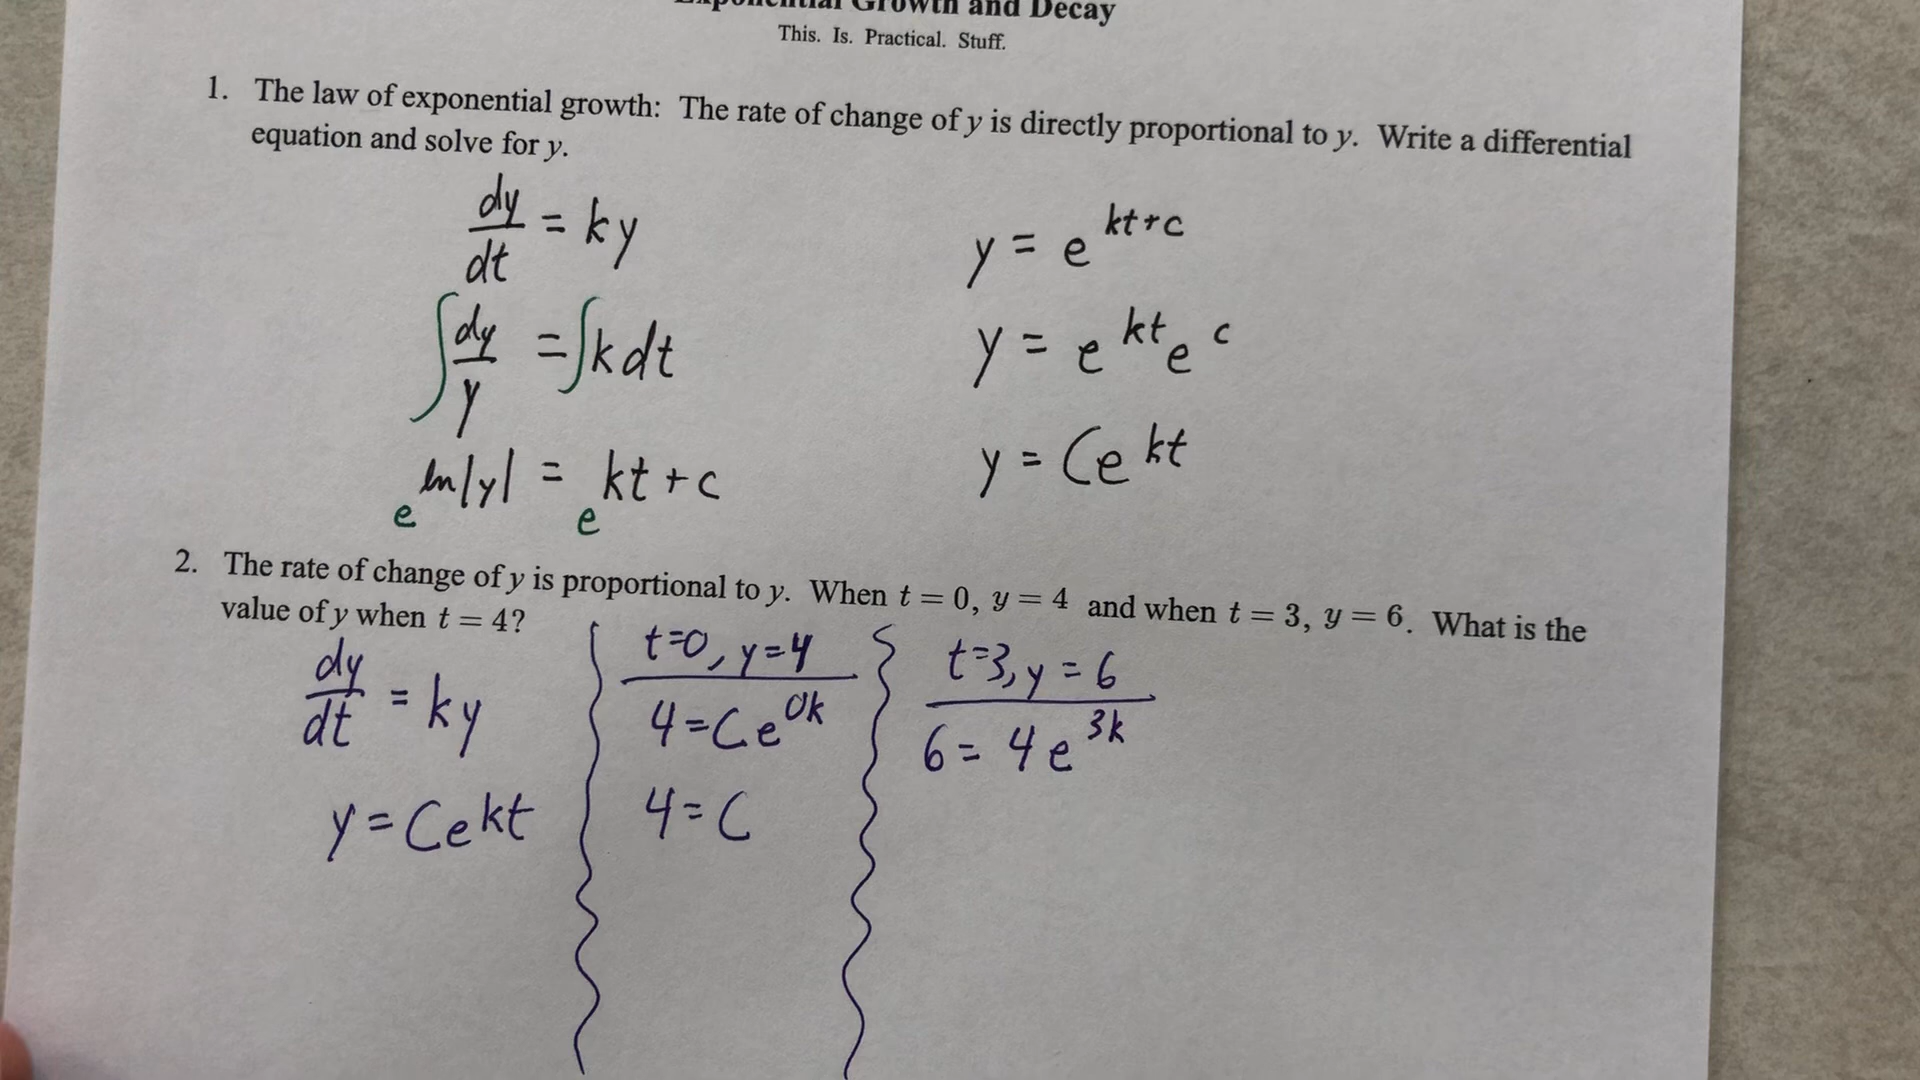 Exponential Growth and Decay
This. Is. Practical. Stuff.
1. The law of exponential growth: The rate of change of y is directly proportional to y. Write a differential
equation and solve for y.
dy/dt = ky
∫ dy/y = ∫ k dt
e^ln|y| = e^kt+c
y = e^kt+c
y = e^kt e^c
y = Ce^kt
2. The rate of change of y is proportional to y. When t = 0, y = 4 and when t = 3, y = 6. What is the
value of y when t = 4?
dy/dt = ky
y = Ce^kt
t=0, y=4
4 = Ce^0k
4 = C
t=3, y = 6
6 = 4e^3k